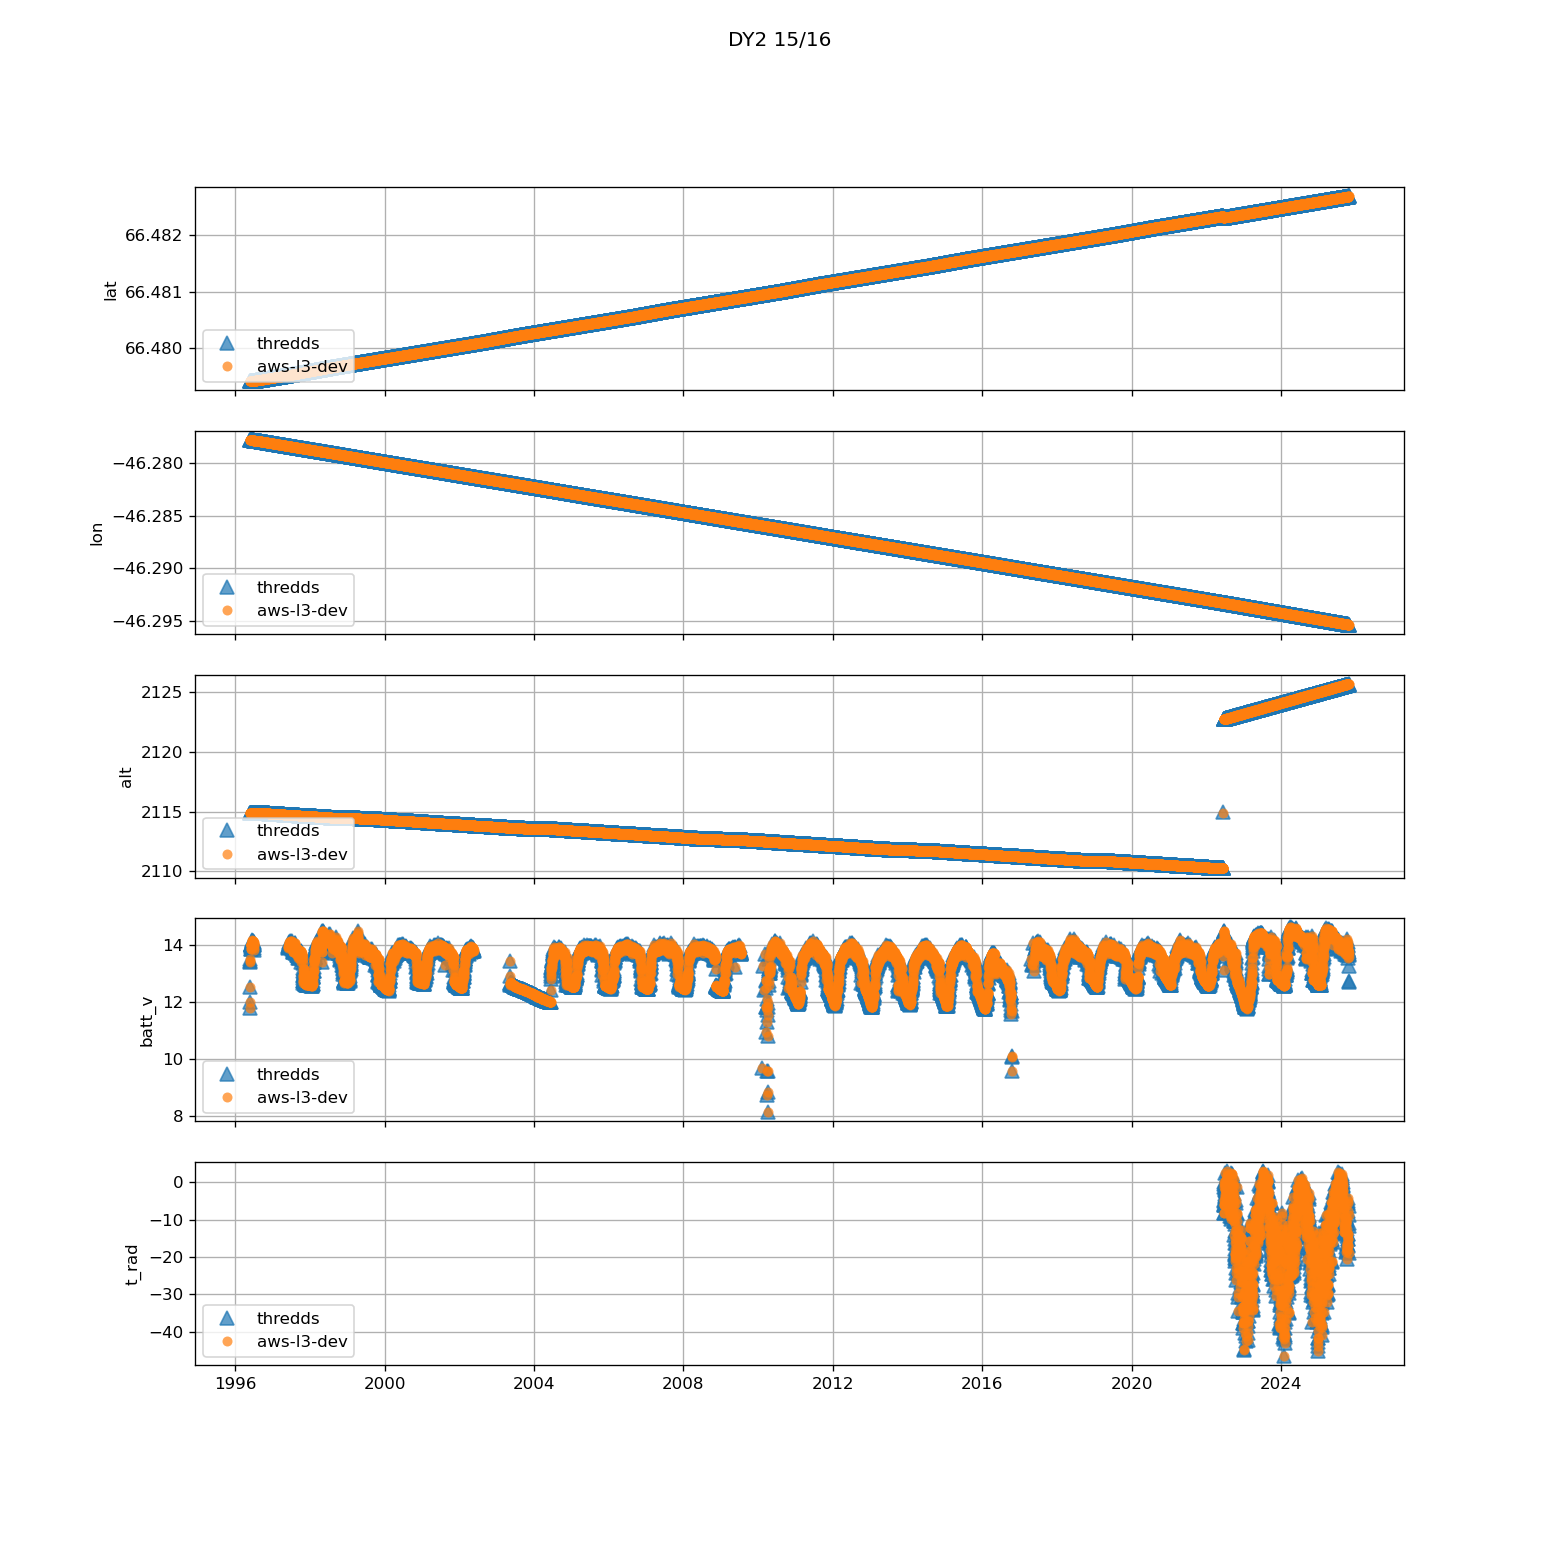 DY2 15/16
66.482
66.481
66.480
lat
thredds
aws-l3-dev
−46.280
−46.285
−46.290
−46.295
lon
thredds
aws-l3-dev
2125
2120
2115
2110
alt
thredds
aws-l3-dev
14
12
10
8
batt_v
thredds
aws-l3-dev
0
−10
−20
−30
−40
t_rad
thredds
aws-l3-dev
1996 2000 2004 2008 2012 2016 2020 2024